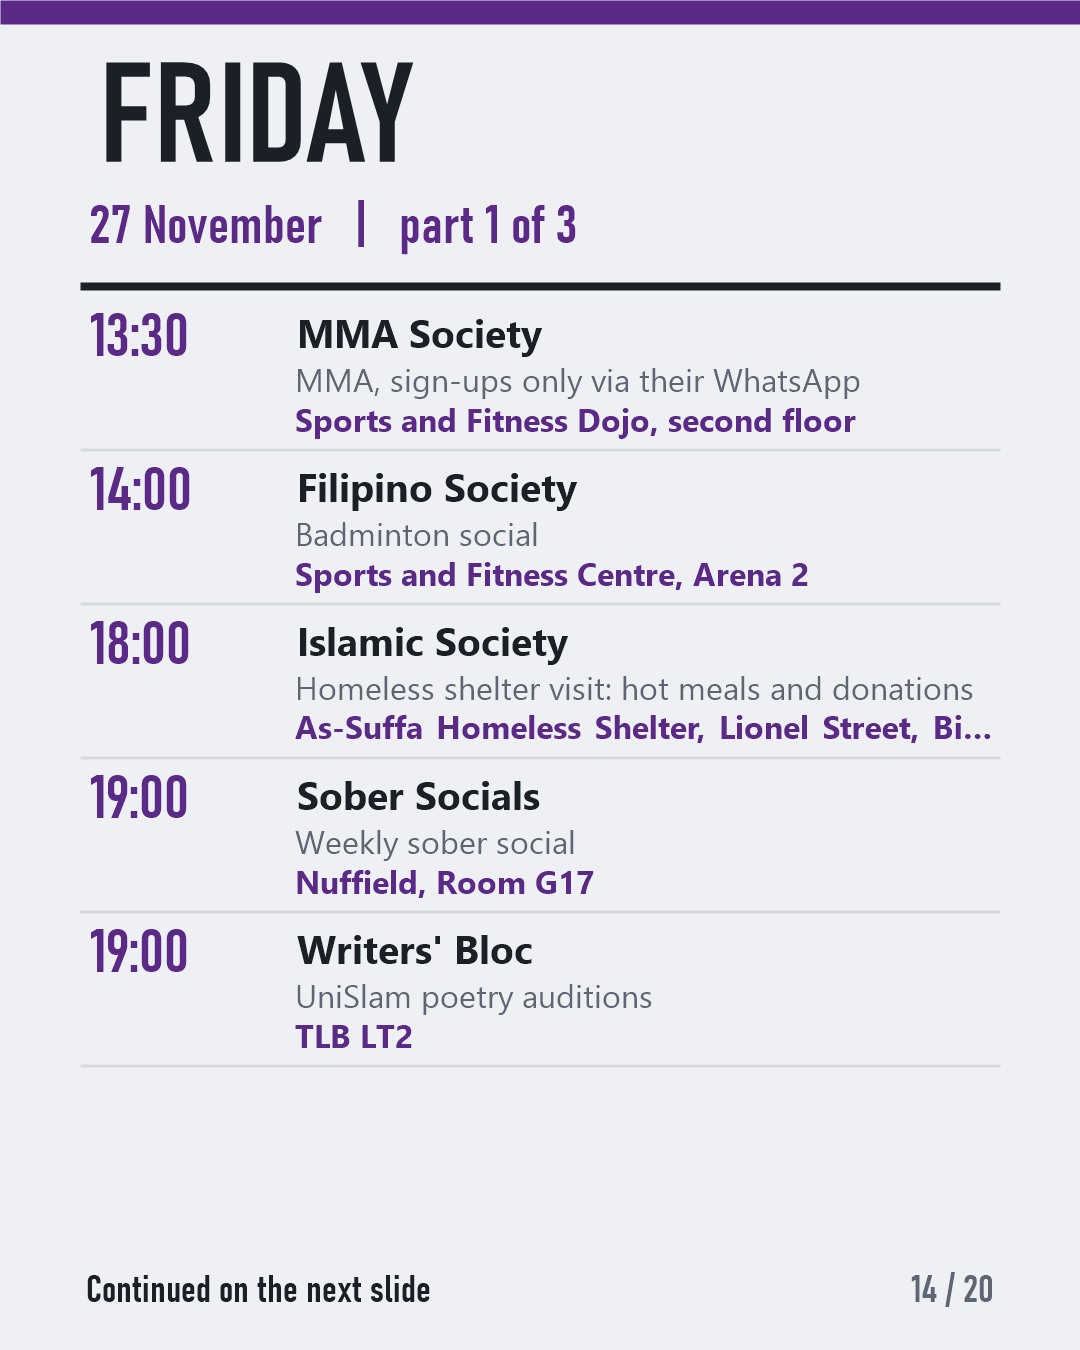 FRIDAY
27 November | part 1 of 3
13:30
MMA Society
MMA, sign-ups only via their WhatsApp
Sports and Fitness Dojo, second floor
14:00
Filipino Society
Badminton social
Sports and Fitness Centre, Arena 2
18:00
Islamic Society
Homeless shelter visit: hot meals and donations
As-Suffa Homeless Shelter, Lionel Street, Bi...
19:00
Sober Socials
Weekly sober social
Nuffield, Room G17
19:00
Writers' Bloc
UniSlam poetry auditions
TLB LT2
Continued on the next slide
14 / 20